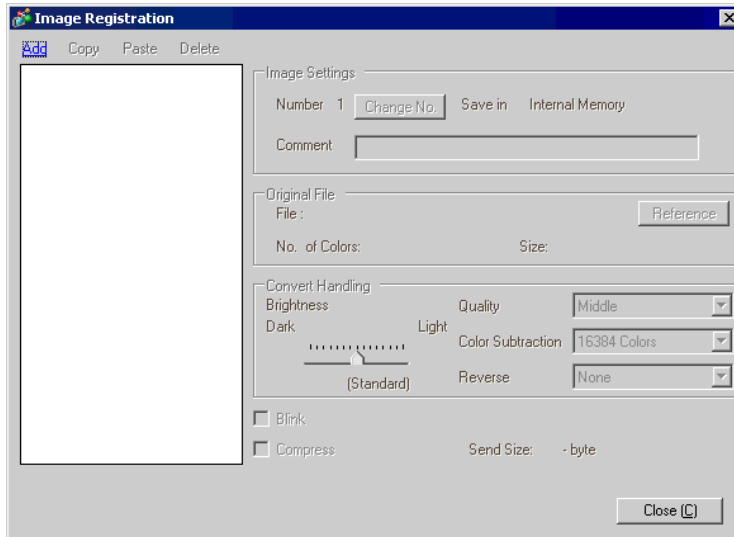 Image Registration
Add Copy Paste Delete
Image Settings
Number 1 Change No. Save in Internal Memory
Comment
Original File
File : Reference
No. of Colors: Size:
Convert Handling
Brightness Quality Middle
Dark Light Color Subtraction 16384 Colors
(Standard) Reverse None
Blink
Compress Send Size: - byte
Close (C)